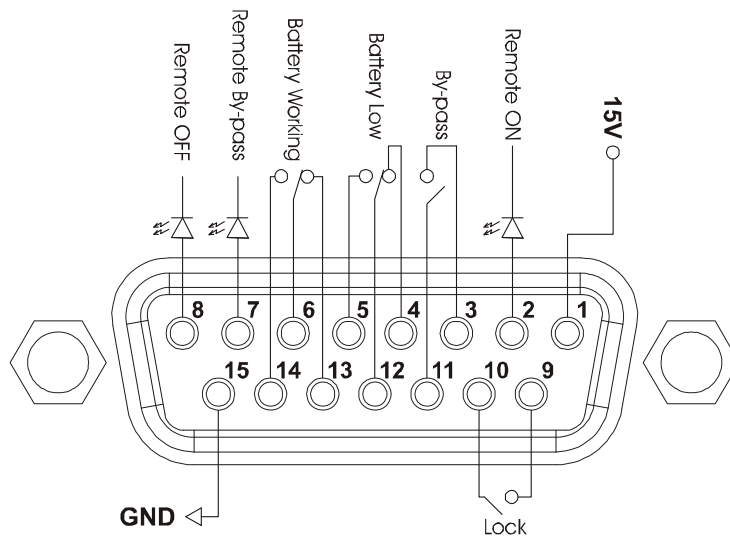 Remote OFF
Remote By-pass
Battery Working
Battery Low
By-pass
Remote ON
15V
8 7 6 5 4 3 2 1
15 14 13 12 11 10 9
GND
Lock